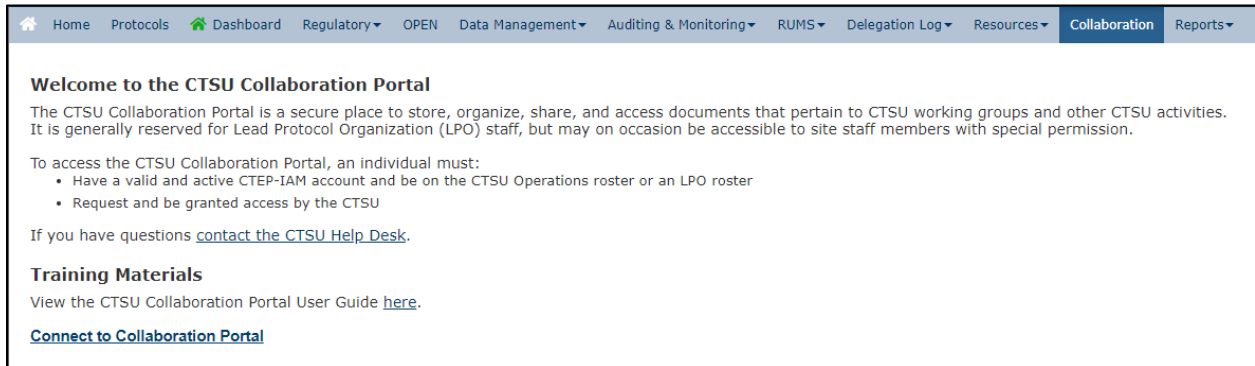 Home Protocols Dashboard Regulatory OPEN Data Management Auditing & Monitoring RUMS Delegation Log Resources Collaboration Reports
Welcome to the CTSU Collaboration Portal
The CTSU Collaboration Portal is a secure place to store, organize, share, and access documents that pertain to CTSU working groups and other CTSU activities.
It is generally reserved for Lead Protocol Organization (LPO) staff, but may on occasion be accessible to site staff members with special permission.
To access the CTSU Collaboration Portal, an individual must:
• Have a valid and active CTEP-IAM account and be on the CTSU Operations roster or an LPO roster
• Request and be granted access by the CTSU
If you have questions contact the CTSU Help Desk.
Training Materials
View the CTSU Collaboration Portal User Guide here.
Connect to Collaboration Portal